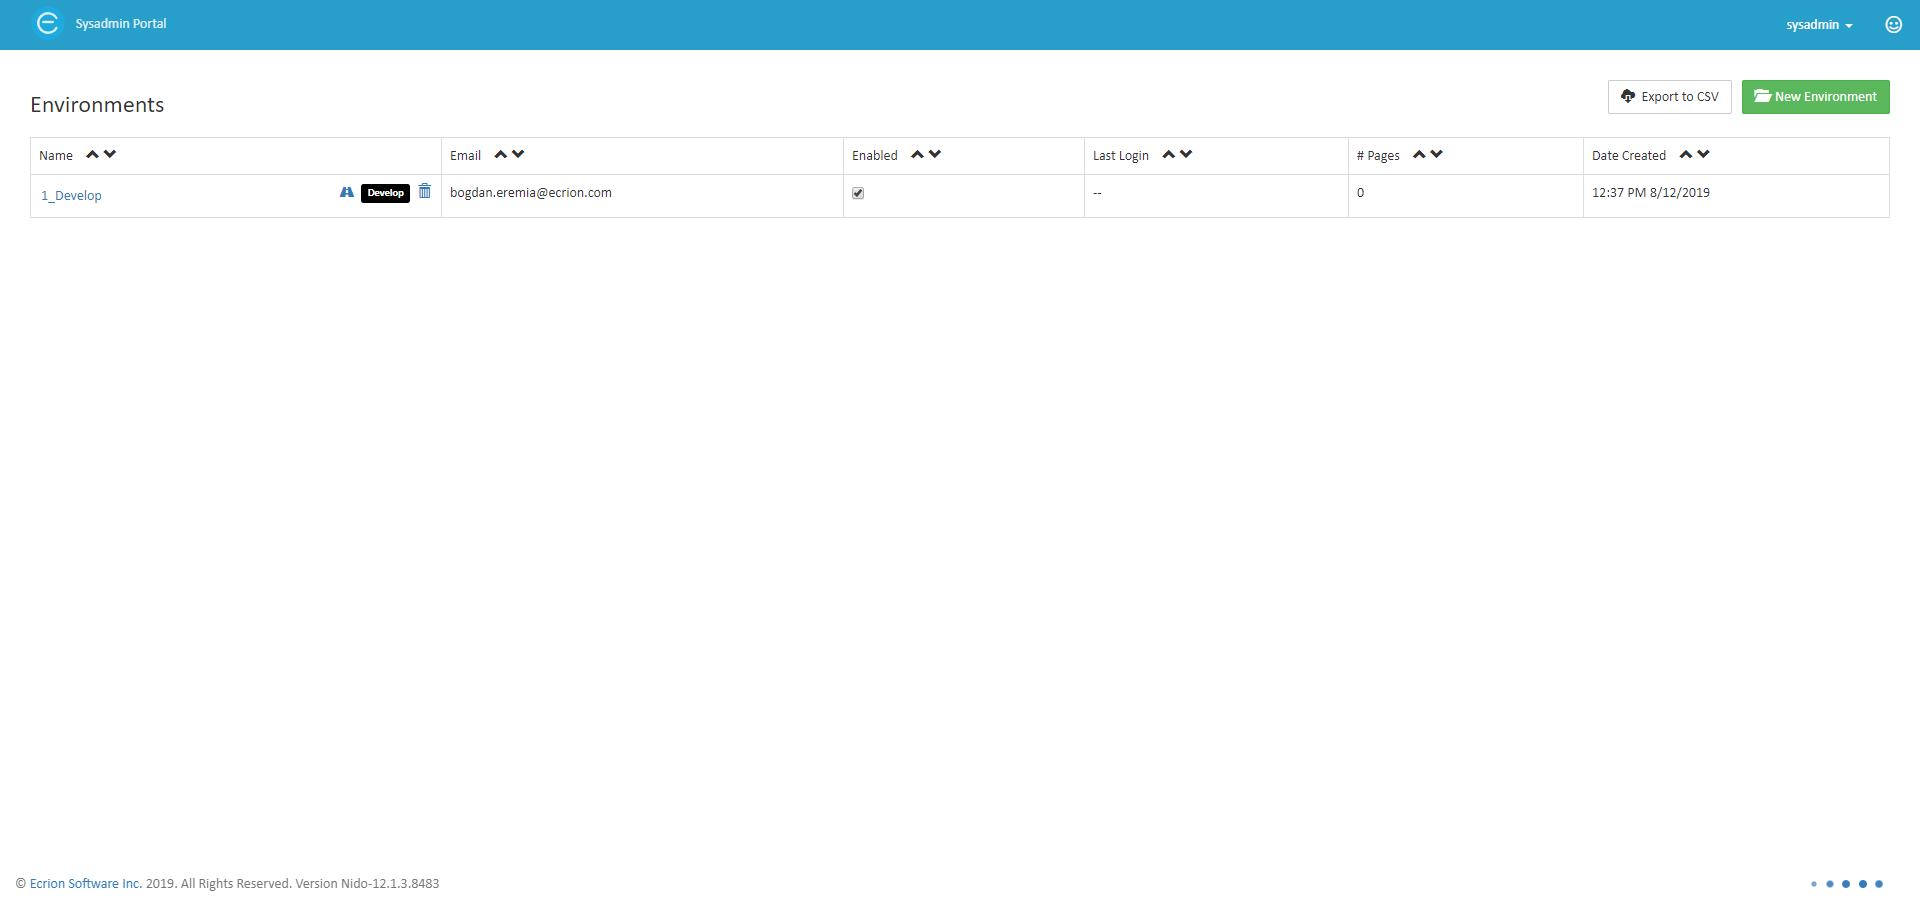 Sysadmin Portal
sysadmin
Environments
Export to CSV
New Environment
Name Email Enabled Last Login # Pages Date Created
1_Develop Develop bogdan.eremia@ecrion.com -- 0 12:37 PM 8/12/2019
© Ecrion Software Inc. 2019. All Rights Reserved. Version Nido-12.1.3.8483